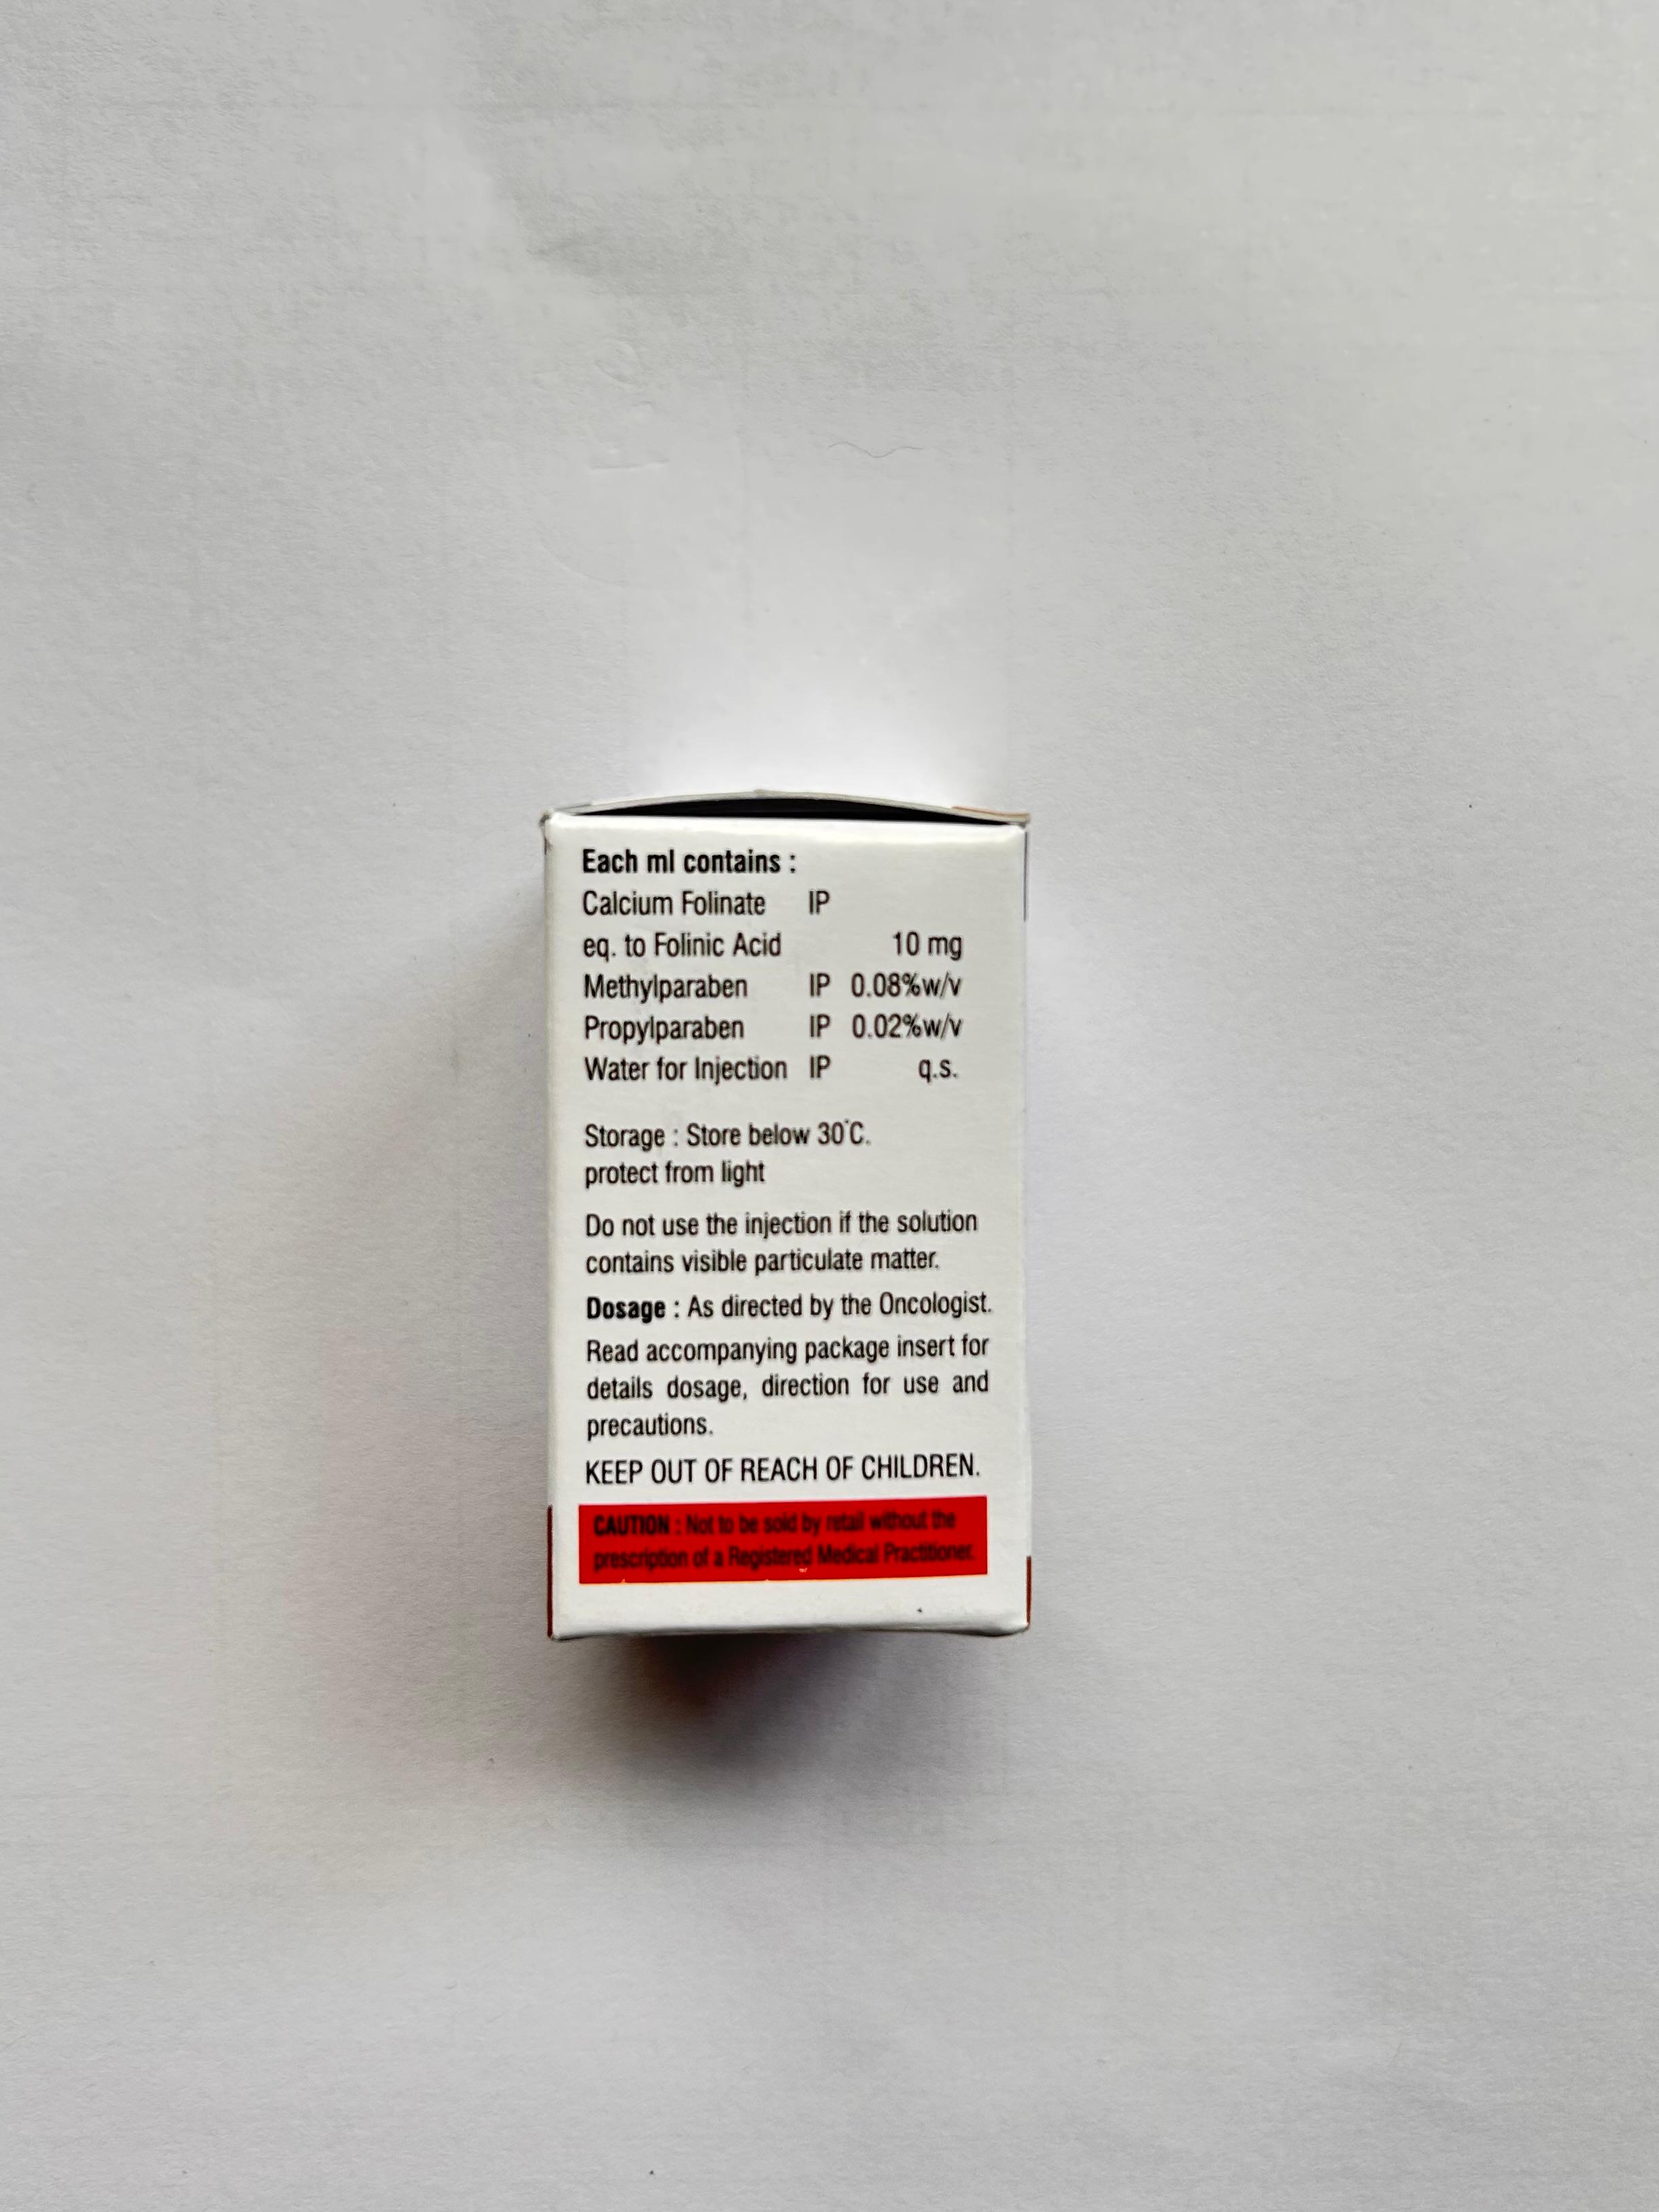 Each ml contains :
Calcium Folinate IP
eq. to Folinic Acid 10 mg
Methylparaben IP 0.08%w/v
Propylparaben IP 0.02%w/v
Water for Injection IP q.s.
Storage : Store below 30°C.
protect from light
Do not use the injection if the solution
contains visible particulate matter.
Dosage : As directed by the Oncologist.
Read accompanying package insert for
details dosage, direction for use and
precautions.
KEEP OUT OF REACH OF CHILDREN.
CAUTION : Not to be sold by retail without the
prescription of a Registered Medical Practitioner.